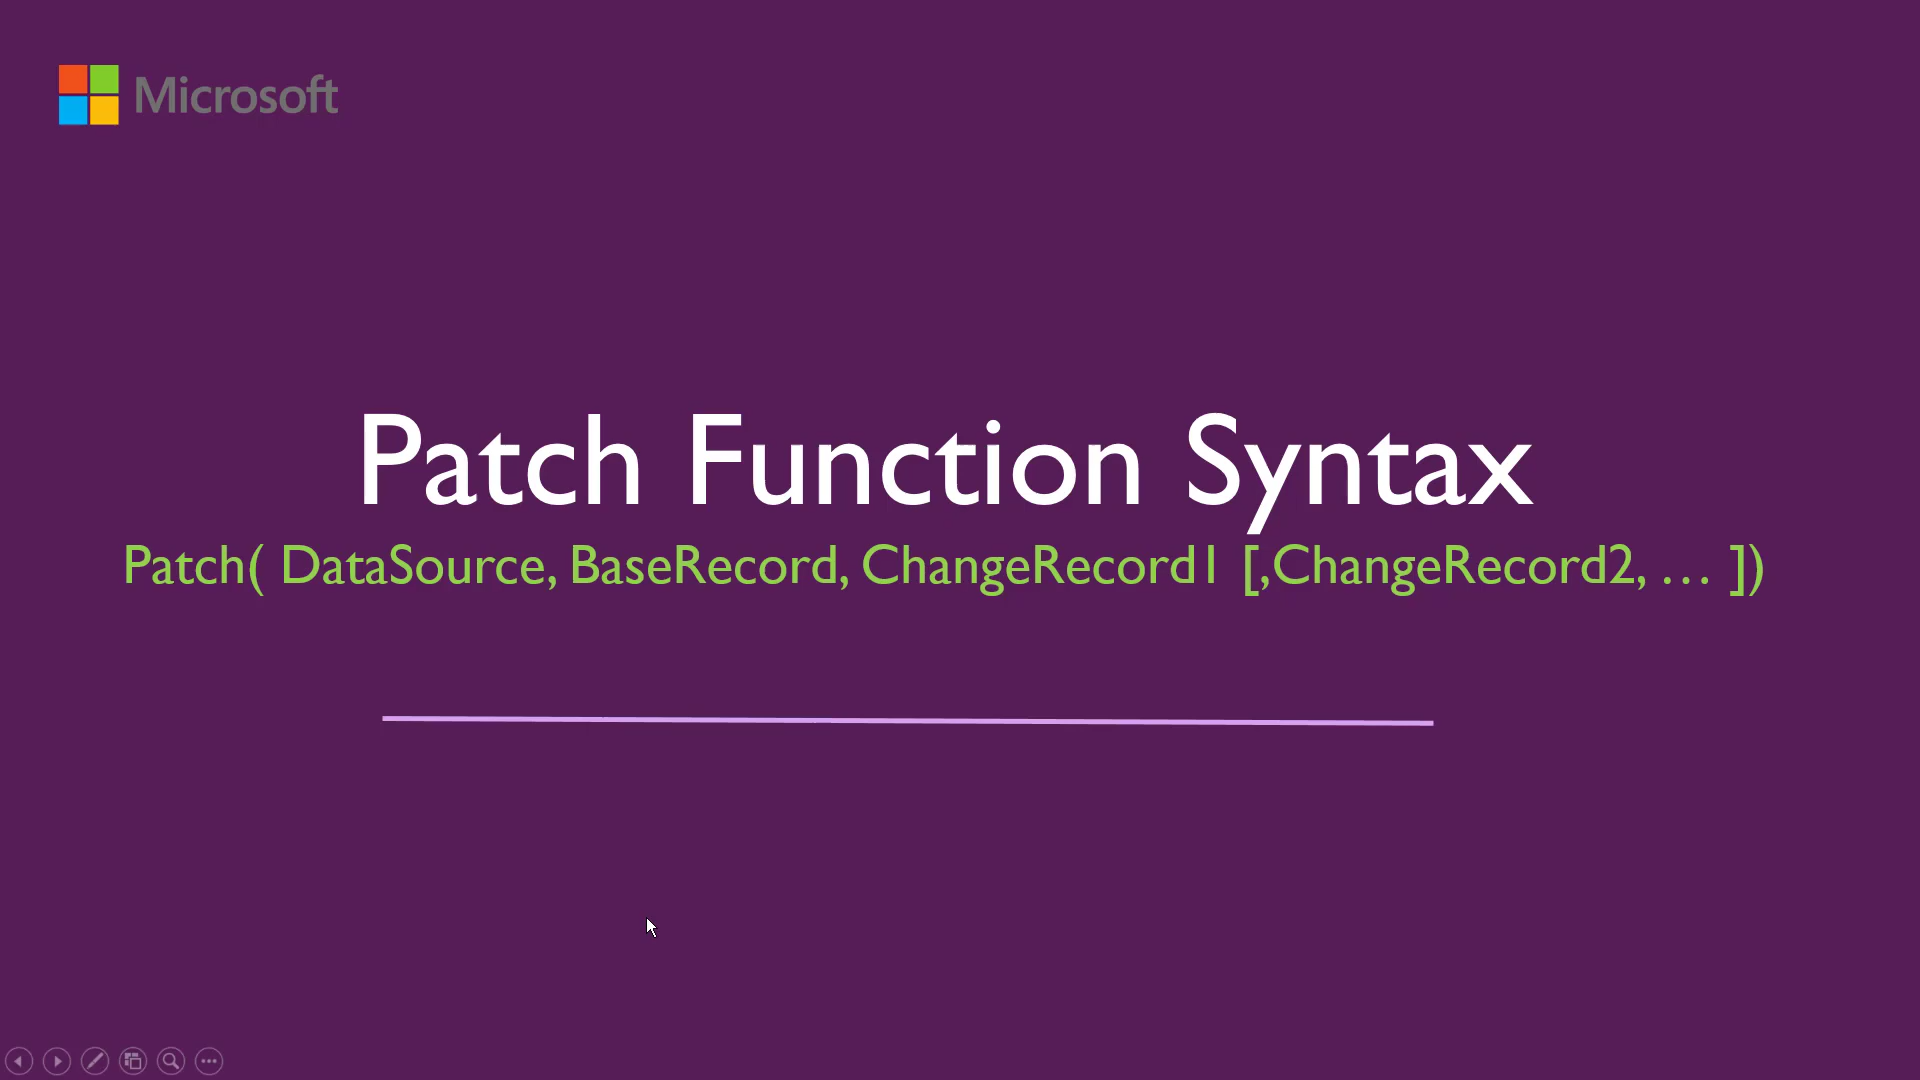 Microsoft
Patch Function Syntax
Patch( DataSource, BaseRecord, ChangeRecord1 [,ChangeRecord2, … ])